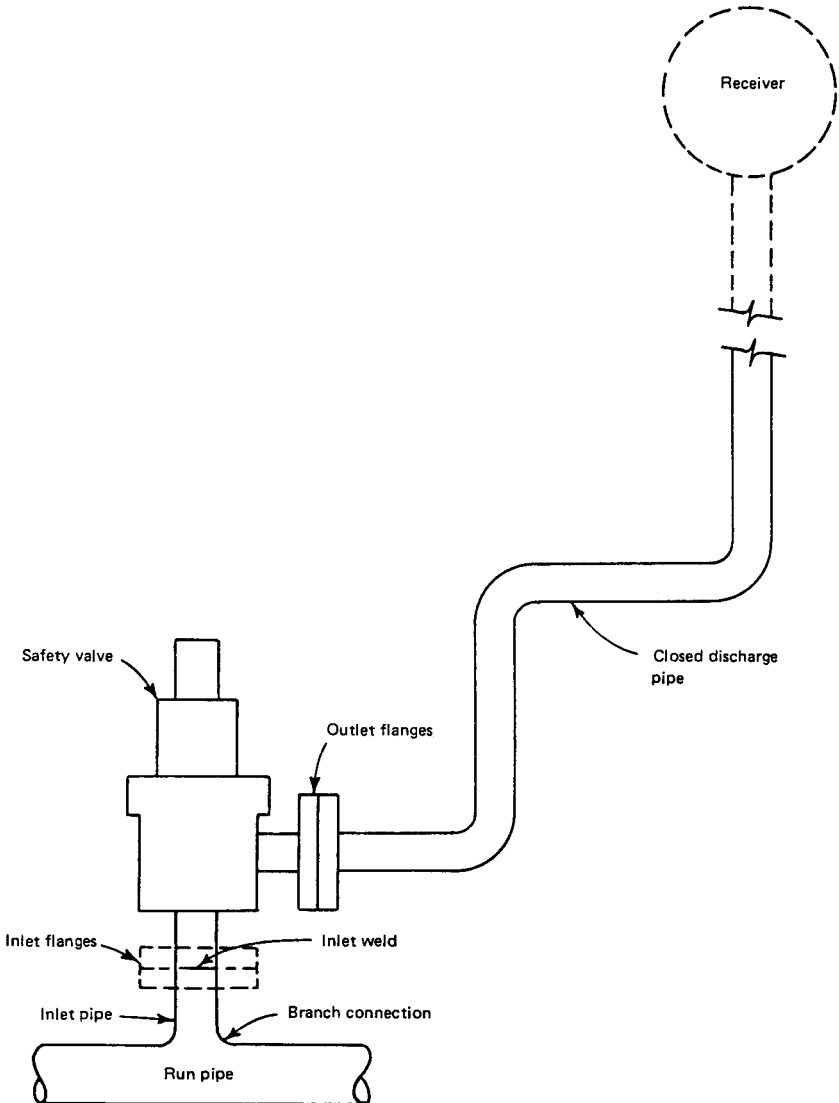 Receiver
Safety valve
Closed discharge
pipe
Outlet flanges
Inlet flanges
Inlet weld
Inlet pipe
Branch connection
Run pipe